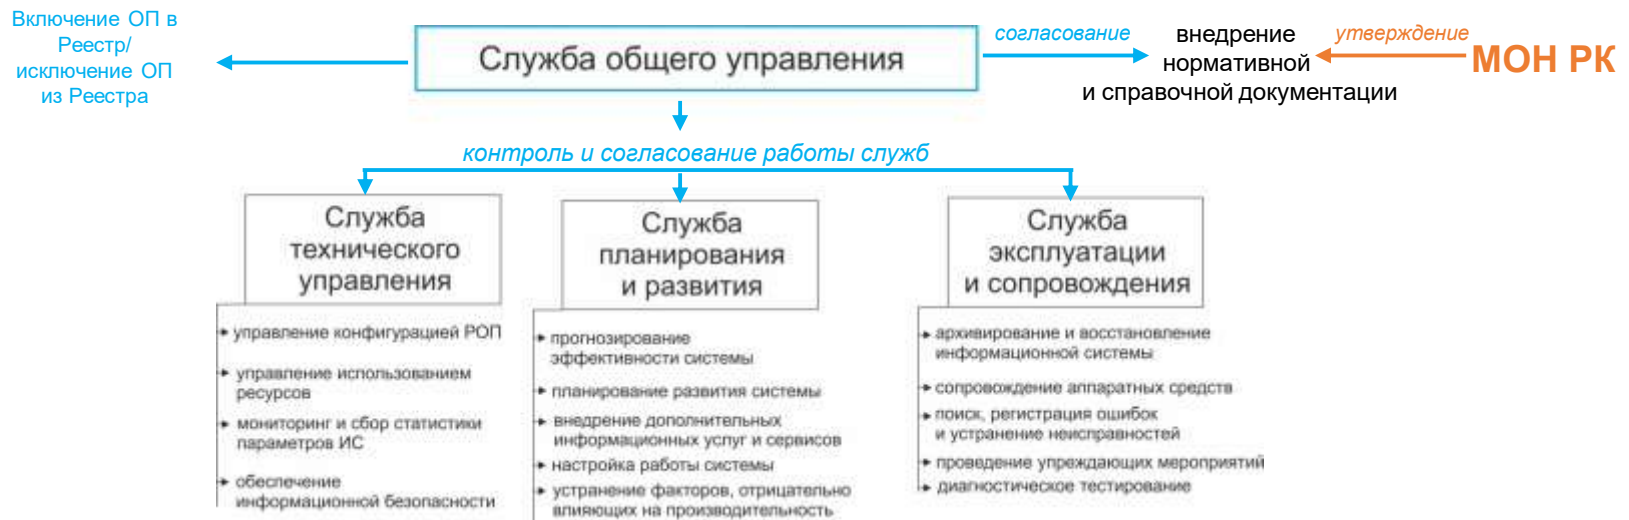 Включение ОП в
Реестр/
исключение ОП
из Реестра
Служба общего управления
согласование
внедрение
нормативной
и справочной документации
утверждение
МОН РК
контроль и согласование работы служб
Служба
технического
управления
управление конфигурацией РОП
управление использованием
ресурсов
мониторинг и сбор статистики
параметров ИС
обеспечение
информационной безопасности
Служба
планирования
и развития
прогнозирование
эффективности системы
планирование развития системы
внедрение дополнительных
информационных услуг и сервисов
настройка работы системы
устранение факторов, отрицательно
влияющих на производительность
Служба
эксплуатации
и сопровождения
архивирование и восстановление
информационной системы
сопровождение аппаратных средств
поиск, регистрация ошибок
и устранение неисправностей
проведение упреждающих мероприятий
диагностическое тестирование